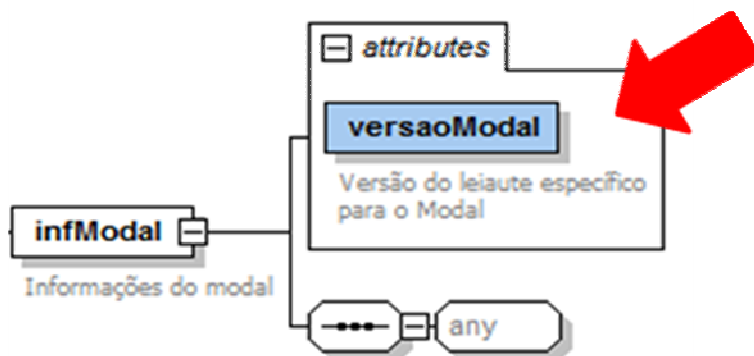 attributes
versaoModal
Versão do leiaute específico
para o Modal
infModal
Informações do modal
any